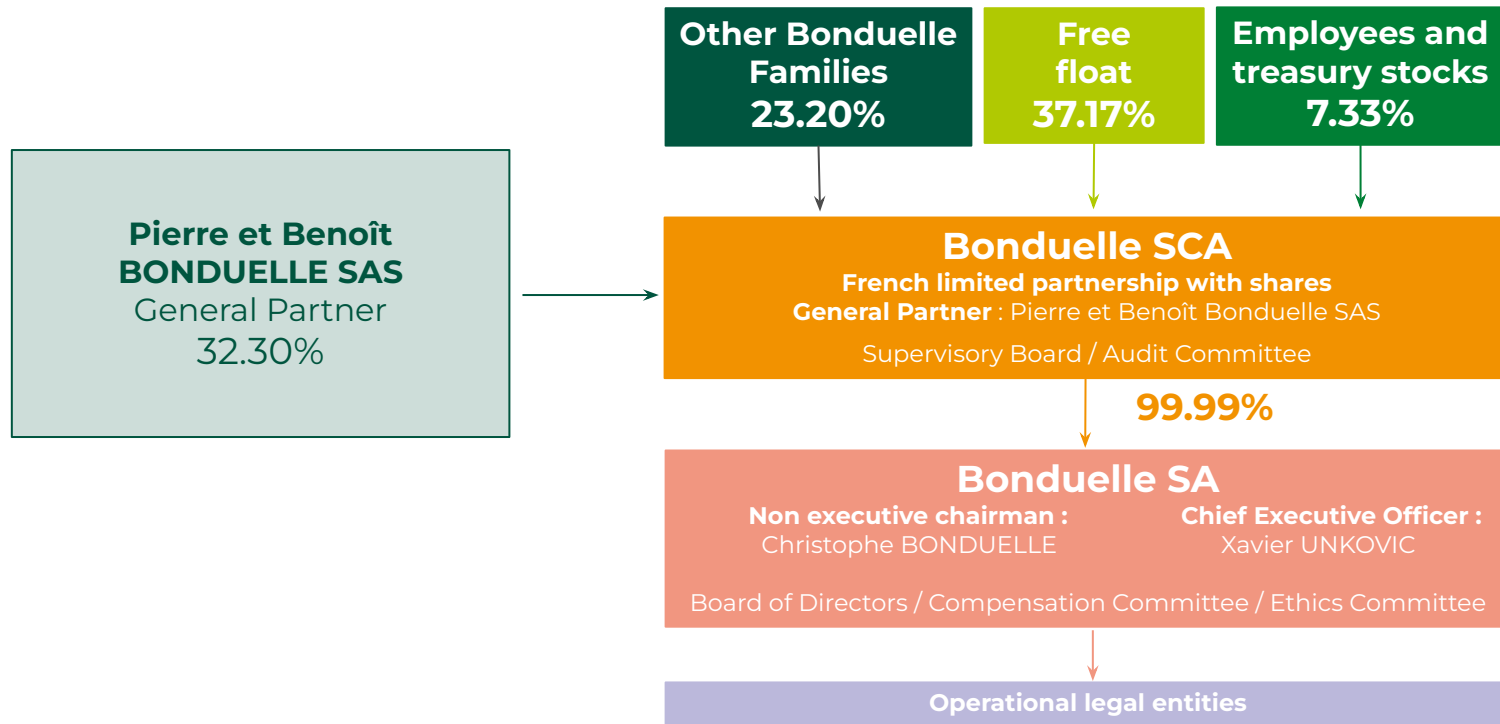 Other Bonduelle
Families
23.20%
Free
float
37.17%
Employees and
treasury stocks
7.33%
Pierre et Benoît
BONDUELLE SAS
General Partner
32.30%
Bonduelle SCA
French limited partnership with shares
General Partner : Pierre et Benoît Bonduelle SAS
Supervisory Board / Audit Committee
99.99%
Bonduelle SA
Non executive chairman :
Christophe BONDUELLE
Chief Executive Officer :
Xavier UNKOVIC
Board of Directors / Compensation Committee / Ethics Committee
Operational legal entities